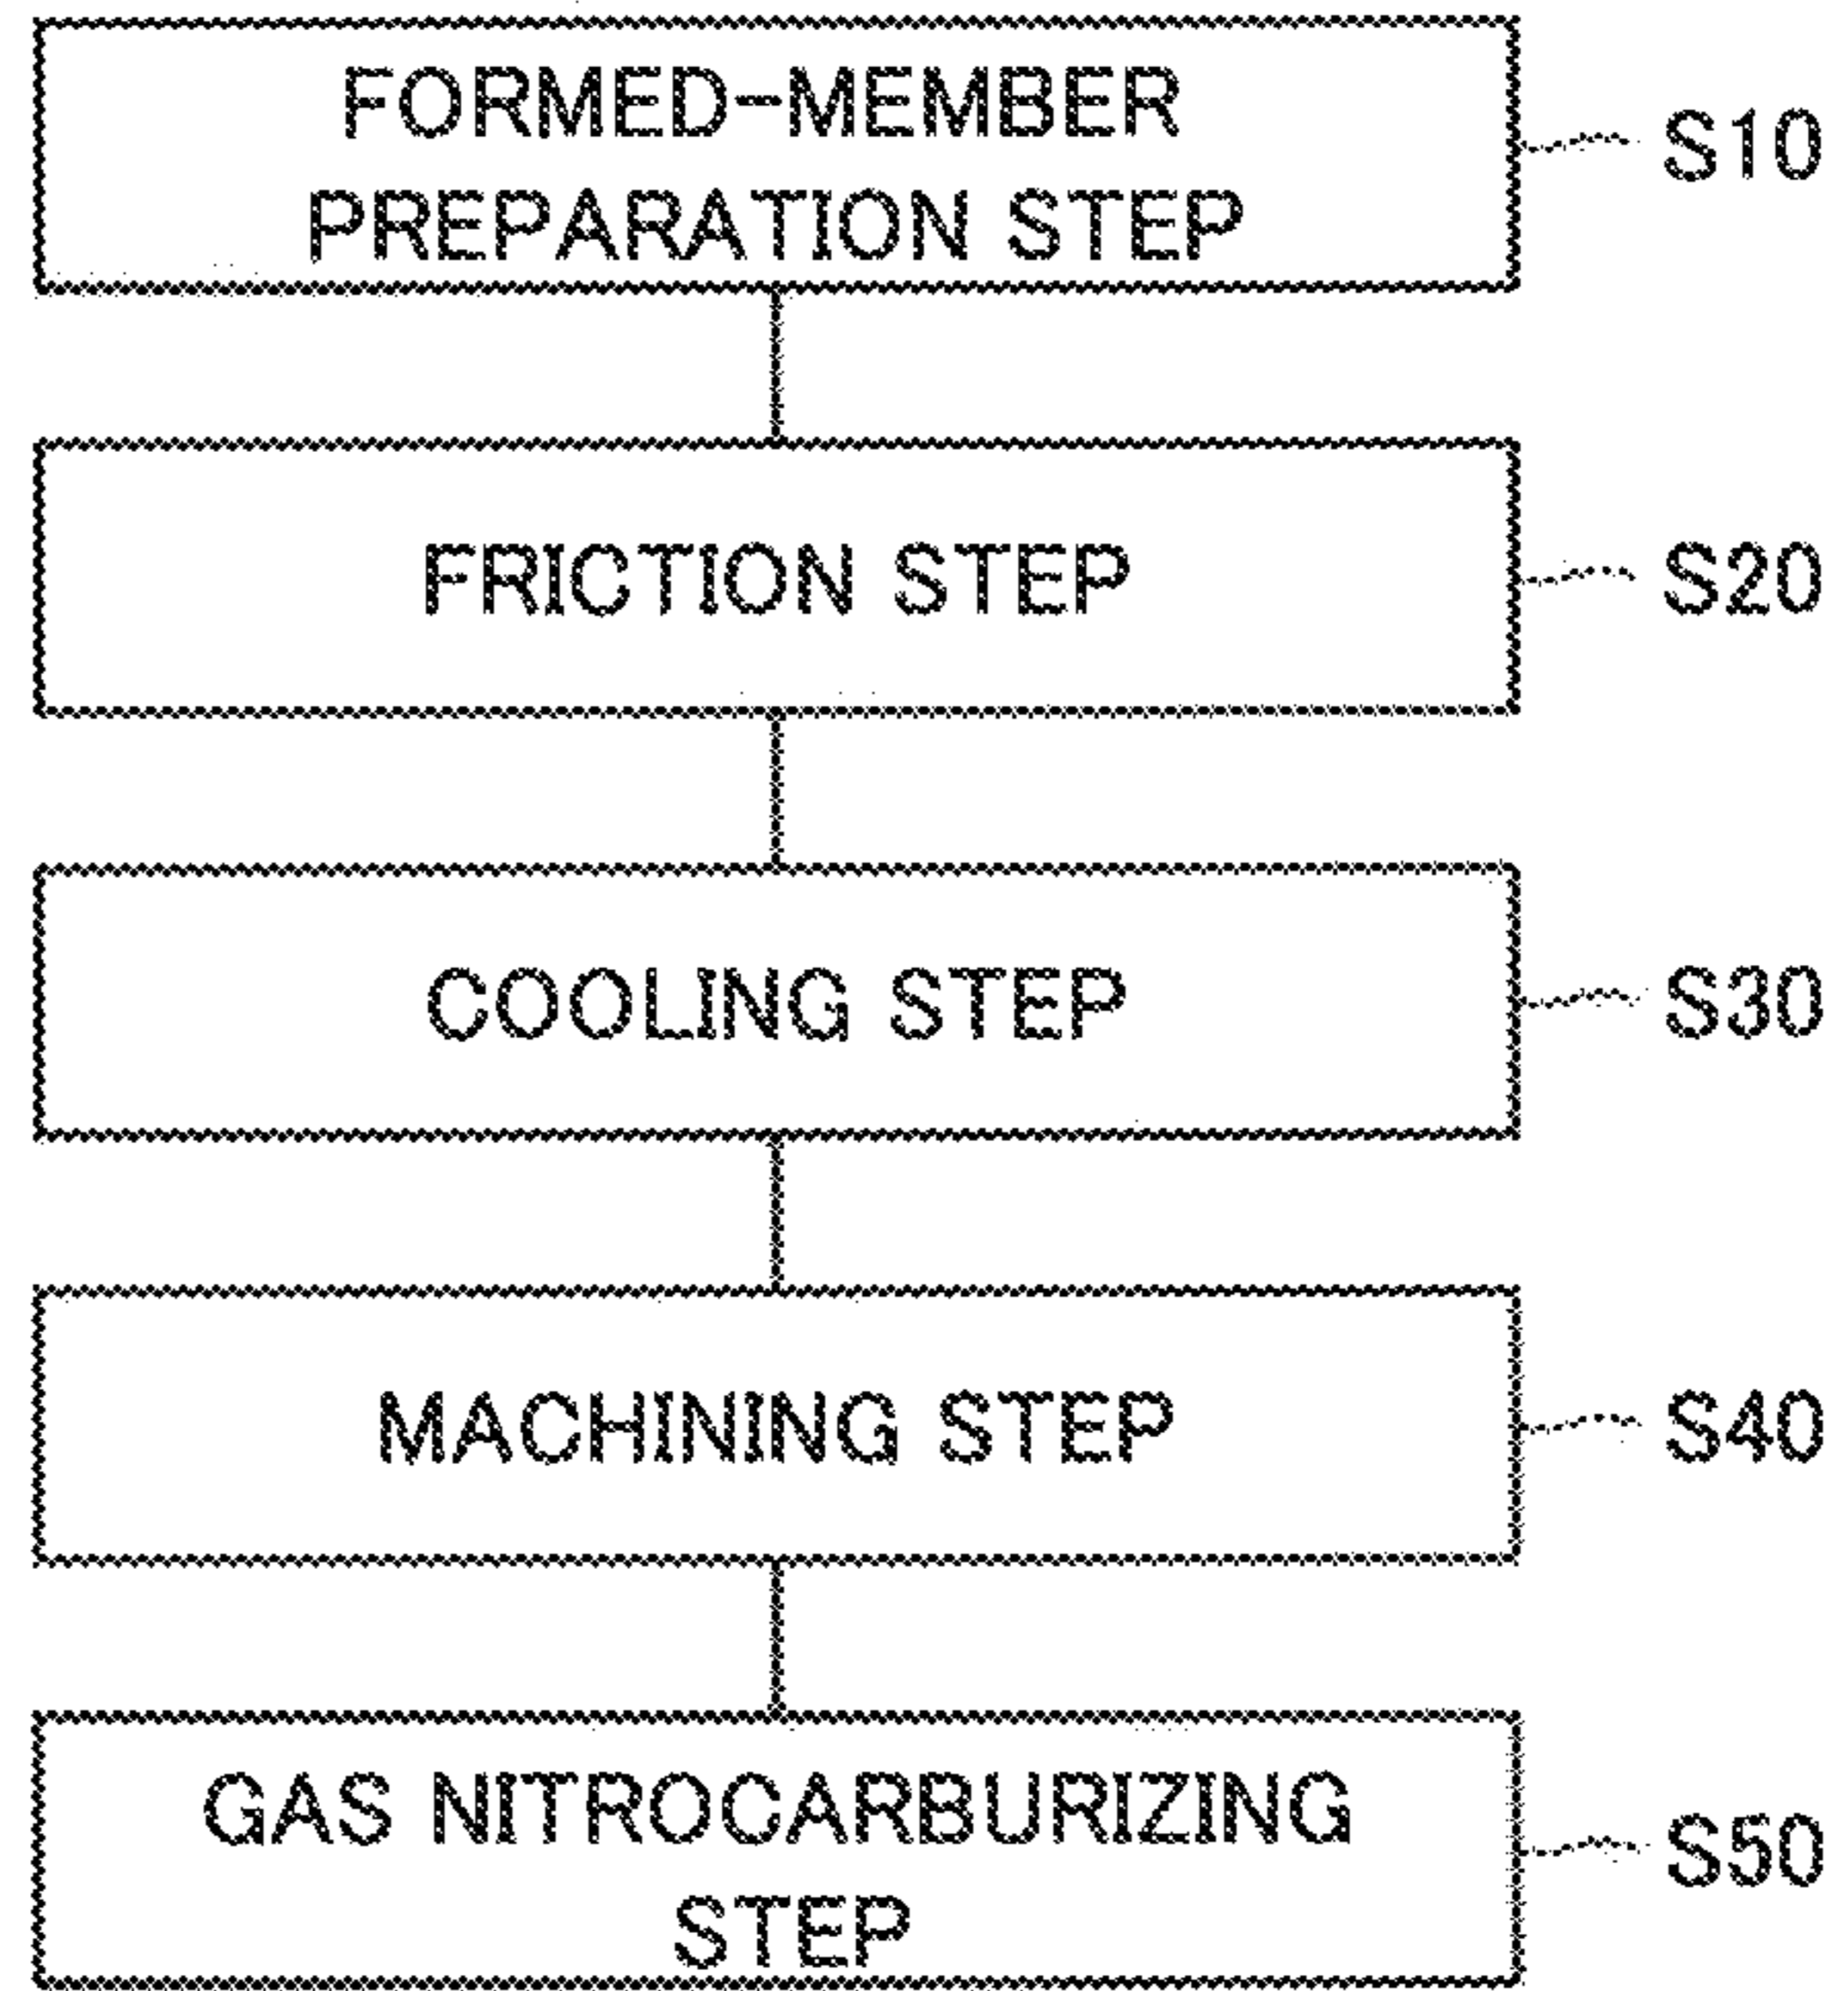 FORMED-MEMBER
PREPARATION STEP
S10
FRICTION STEP
S20
COOLING STEP
S30
MACHINING STEP
S40
GAS NITROCARBURIZING
STEP
S50